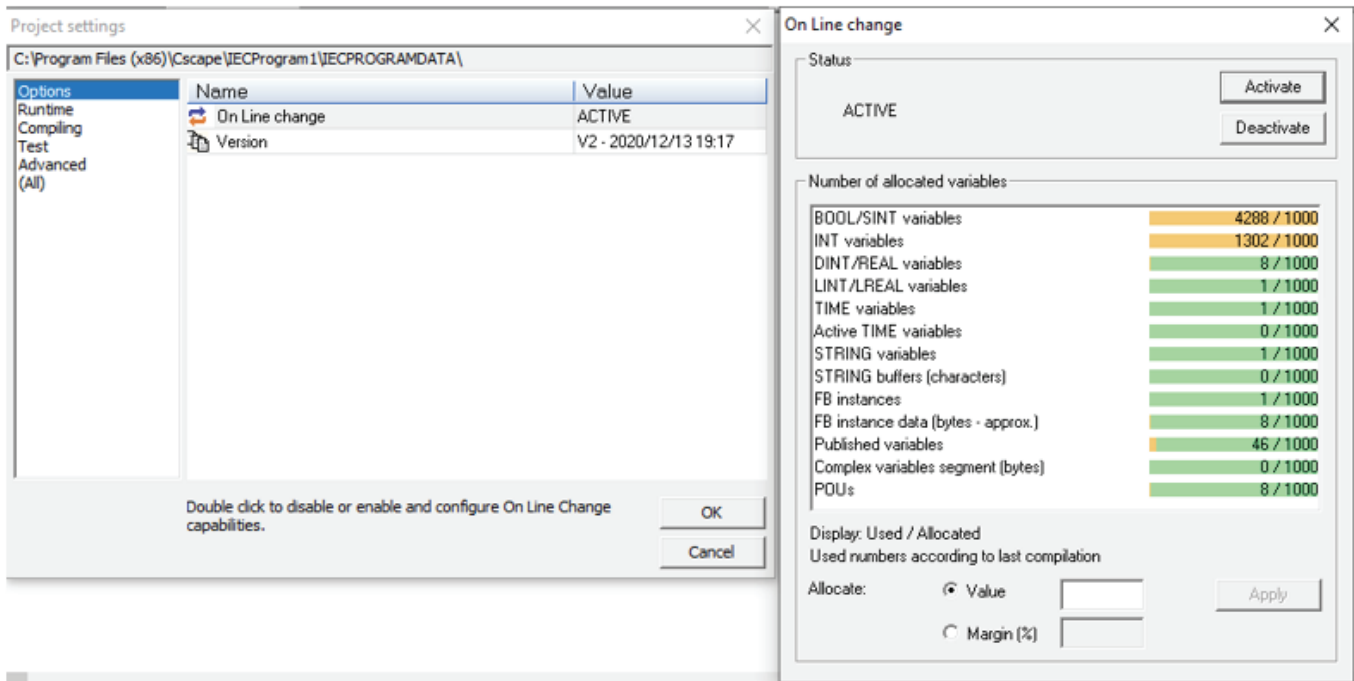 Project settings
C:\Program Files (x86)\Cscape\IECProgram1\IECPROGRAMDATA\
Options
Runtime
Compiling
Test
Advanced
(All)
Name Value
On Line change ACTIVE
Version V2 - 2020/12/13 19:17
Double click to disable or enable and configure On Line Change
capabilities.
OK
Cancel
On Line change
Status
ACTIVE
Activate
Deactivate
Number of allocated variables
BOOL/SINT variables 4288 / 1000
INT variables 1302 / 1000
DINT/REAL variables 8 / 1000
LINT/LREAL variables 1 / 1000
TIME variables 1 / 1000
Active TIME variables 0 / 1000
STRING variables 1 / 1000
STRING buffers (characters) 0 / 1000
FB instances 1 / 1000
FB instance data (bytes - approx.) 8 / 1000
Published variables 46 / 1000
Complex variables segment (bytes) 0 / 1000
POUs 8 / 1000
Display: Used / Allocated
Used numbers according to last compilation
Allocate: Value
Margin (%)
Apply